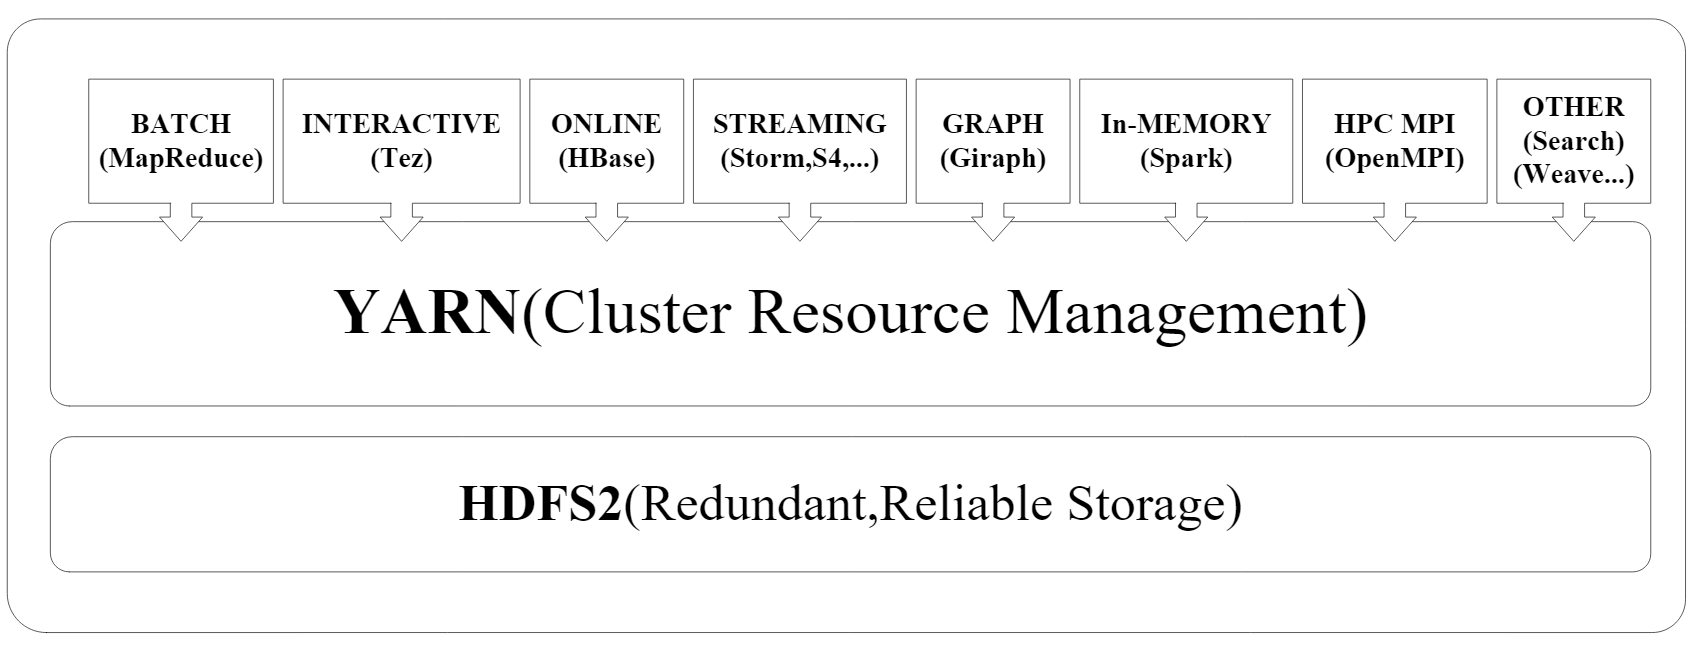 BATCH
(MapReduce)
INTERACTIVE
(Tez)
ONLINE
(HBase)
STREAMING
(Storm,S4,...)
GRAPH
(Giraph)
In-MEMORY
(Spark)
HPC MPI
(OpenMPI)
OTHER
(Search)
(Weave...)
YARN(Cluster Resource Management)
HDFS2(Redundant,Reliable Storage)